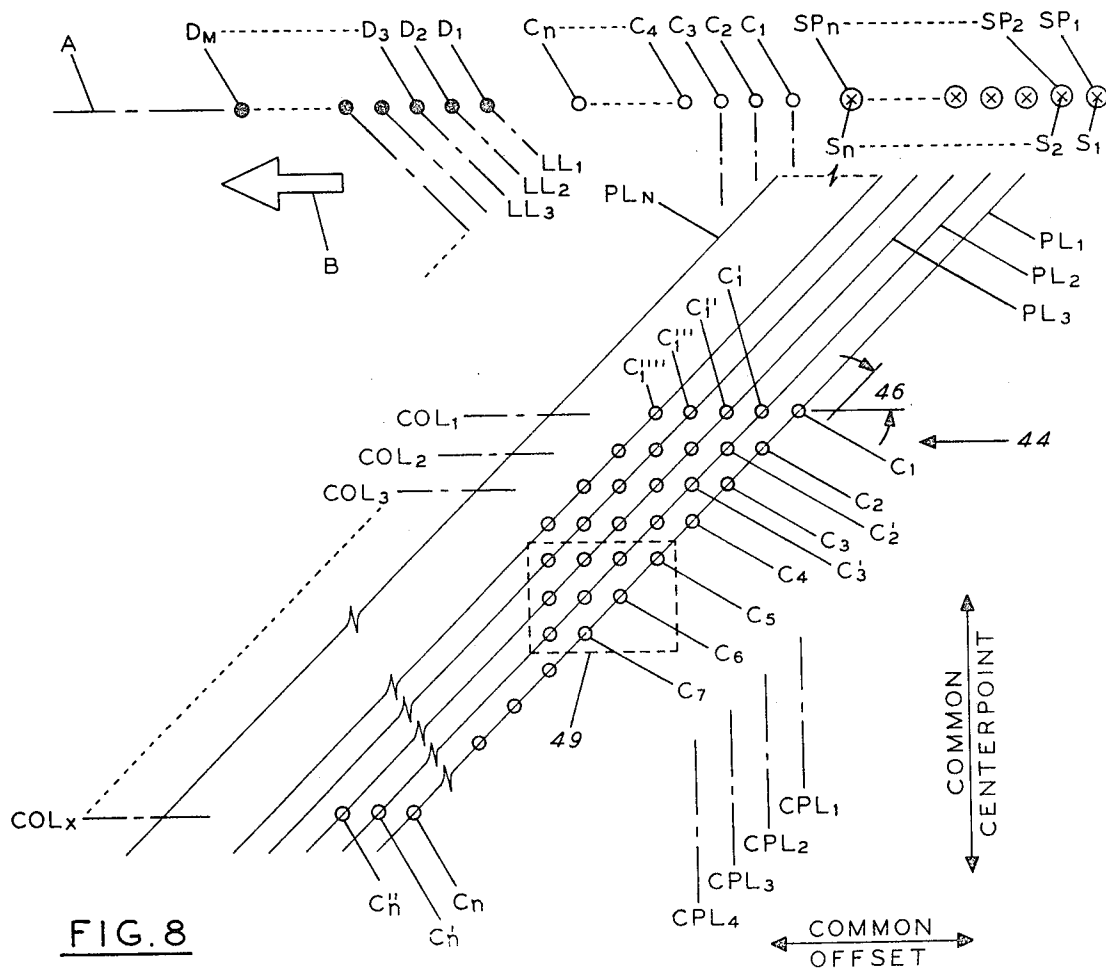 A
DM D3 D2 D1 Cn C4 C3 C2 C1 SPn SP2 SP1
Sn S2 S1
LL1
LL2
LL3
B
PLN
PL1
PL2
PL3
C1'
C1''
C1'''
C1''''
46
44
COL1
COL2
COL3
C1
C2
C2'
C3
C3'
C4
C5
C6
C7
49
COMMON
CENTERPOINT
CPL1
CPL2
CPL3
CPL4
COLX
Cn
Cn'
Cn''
FIG.8
COMMON
OFFSET